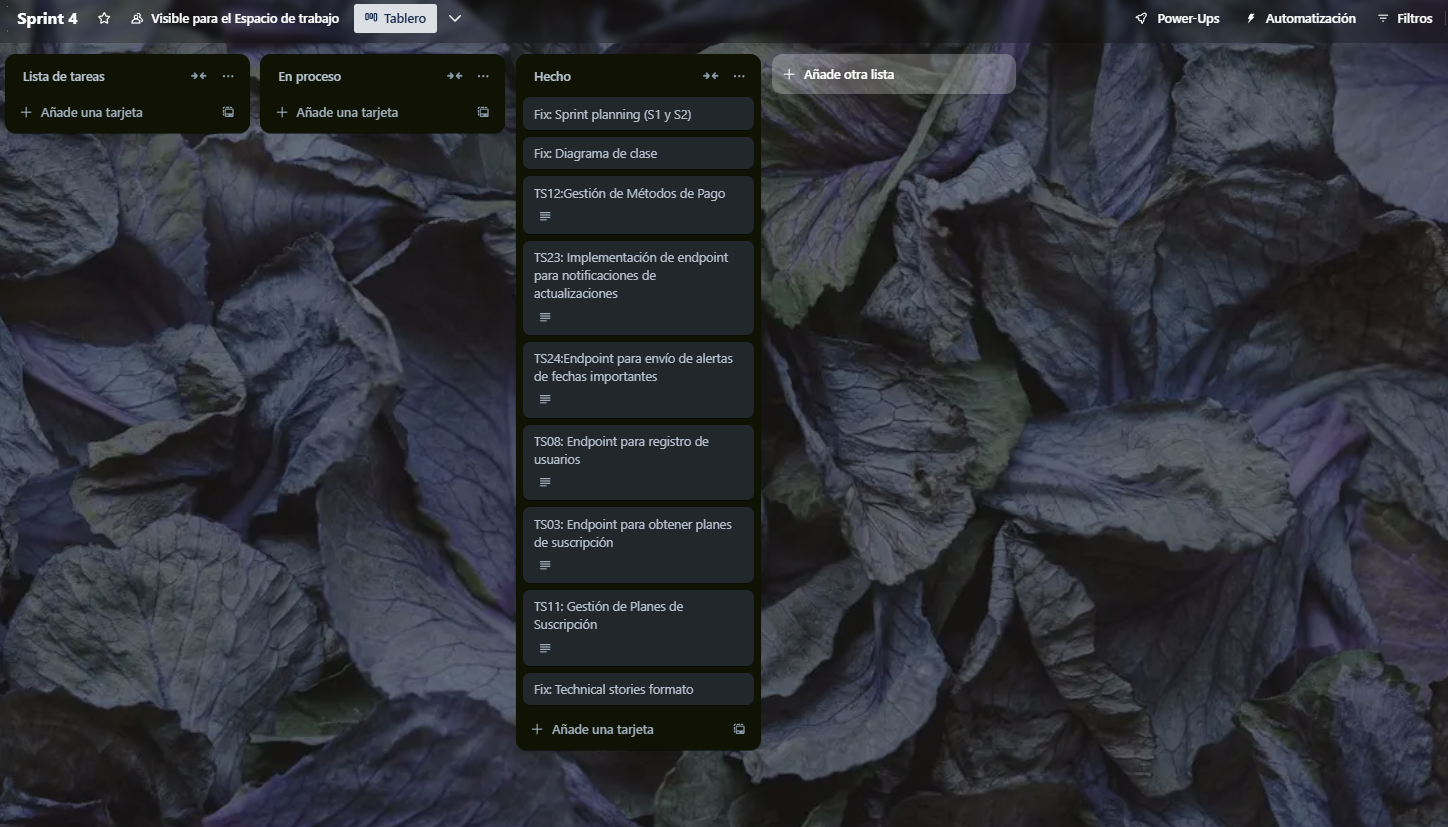 Sprint 4
Visible para el Espacio de trabajo
Tablero
Power-Ups
Automatización
Filtros
Lista de tareas
Añade una tarjeta
En proceso
Añade una tarjeta
Hecho
Fix: Sprint planning (S1 y S2)
Fix: Diagrama de clase
TS12:Gestión de Métodos de Pago
TS23: Implementación de endpoint
para notificaciones de
actualizaciones
TS24:Endpoint para envío de alertas
de fechas importantes
TS08: Endpoint para registro de
usuarios
TS03: Endpoint para obtener planes
de suscripción
TS11: Gestión de Planes de
Suscripción
Fix: Technical stories formato
Añade una tarjeta
Añade otra lista